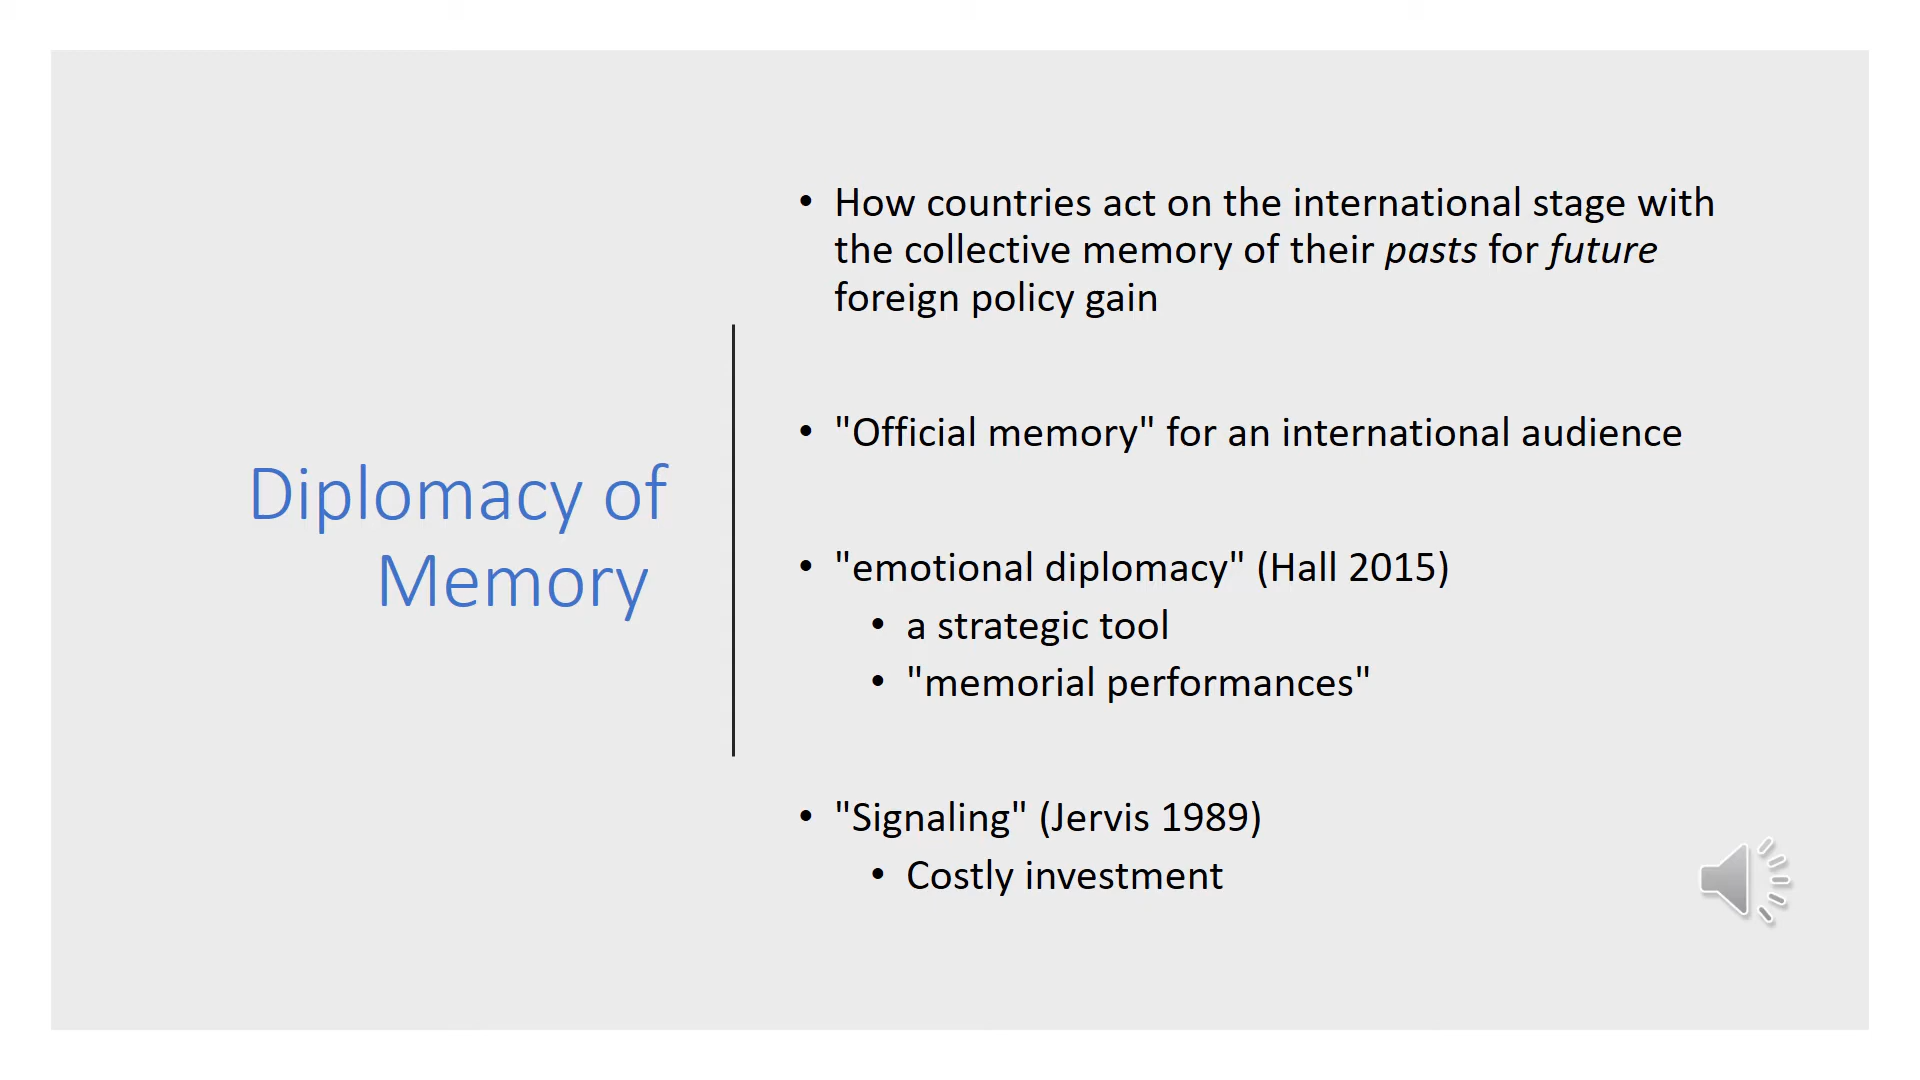 Diplomacy of
Memory
• How countries act on the international stage with
the collective memory of their pasts for future
foreign policy gain
• "Official memory" for an international audience
• "emotional diplomacy" (Hall 2015)
• a strategic tool
• "memorial performances"
• "Signaling" (Jervis 1989)
• Costly investment